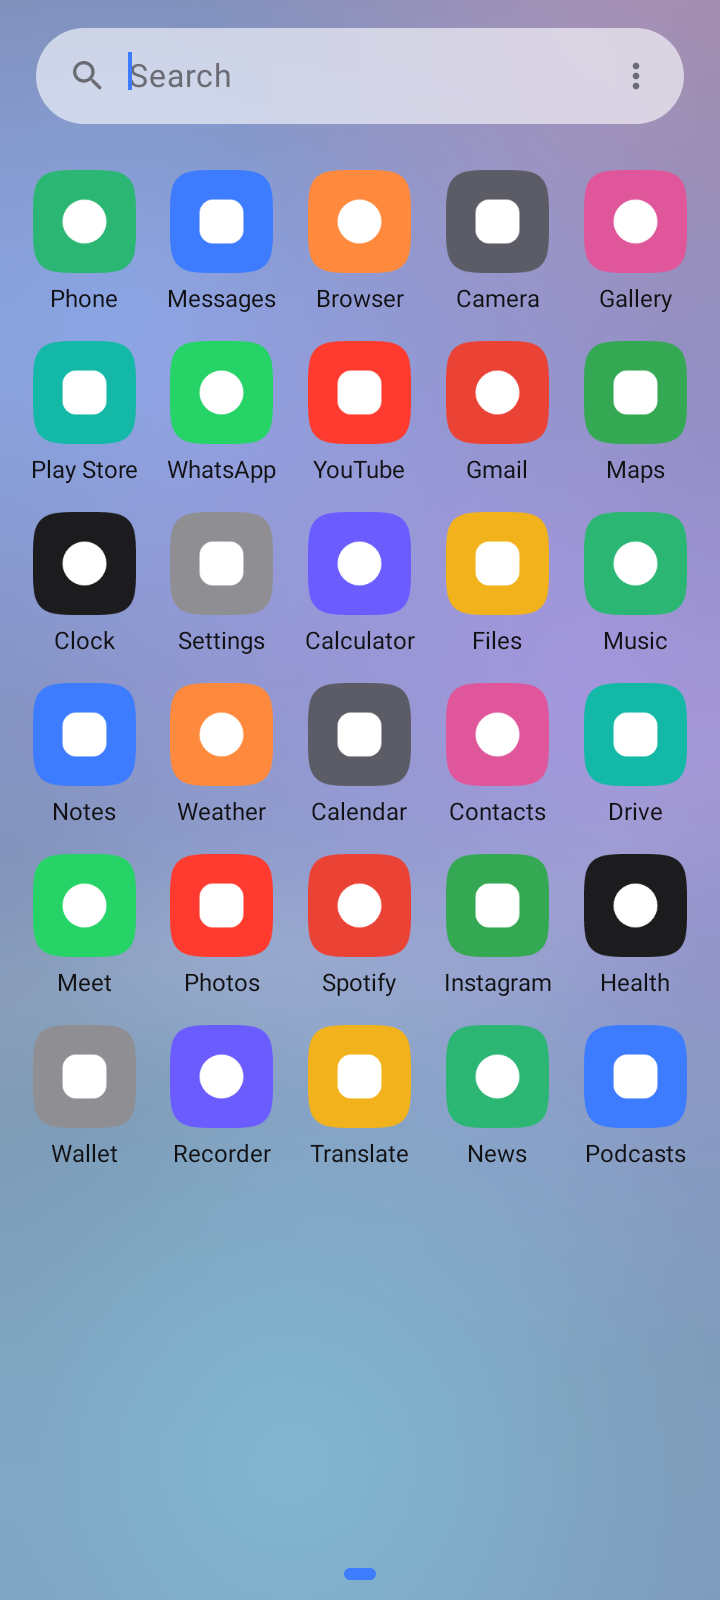 Search
Phone Messages Browser Camera Gallery
Play Store WhatsApp YouTube Gmail Maps
Clock Settings Calculator Files Music
Notes Weather Calendar Contacts Drive
Meet Photos Spotify Instagram Health
Wallet Recorder Translate News Podcasts